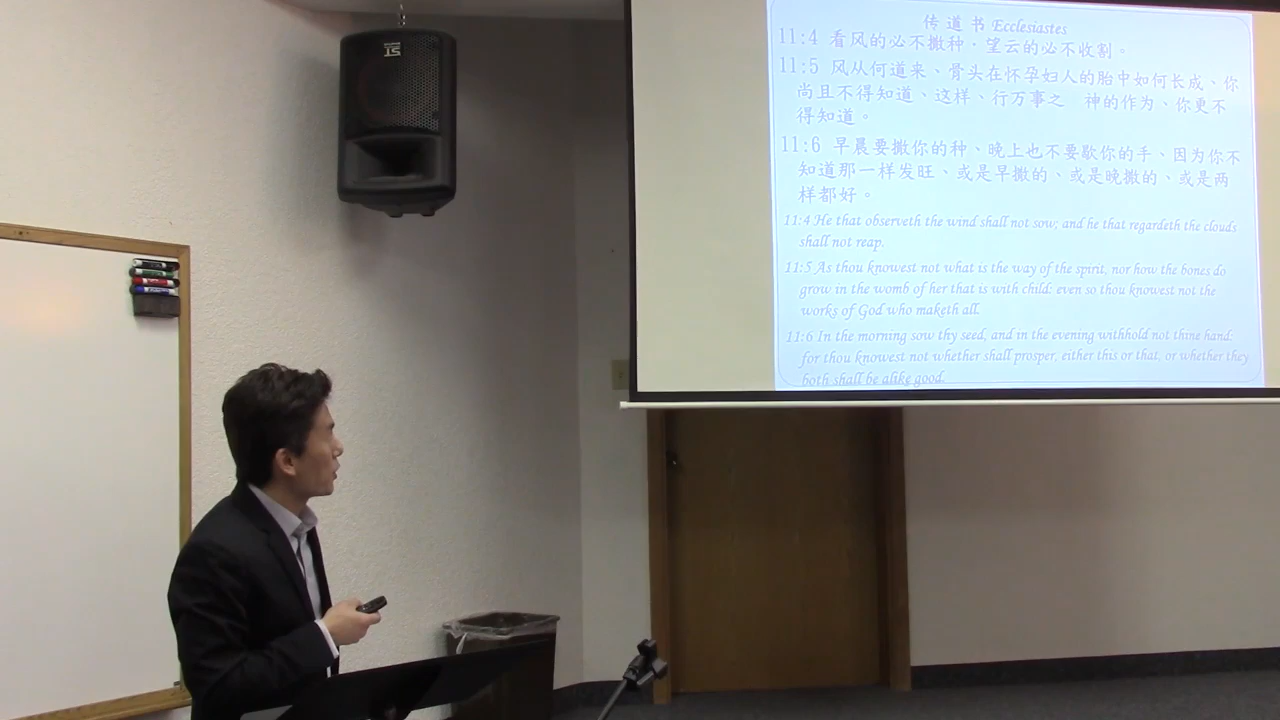 传道书 Ecclesiastes
11:4 看风的必不撒种．望云的必不收割。
11:5 风从何道来、骨头在怀孕妇人的胎中如何长成、你
尚且不得知道、这样、行万事之　神的作为、你更不
得知道。
11:6 早晨要撒你的种、晚上也不要歇你的手、因为你不
知道那一样发旺、或是早撒的、或是晚撒的、或是两
样都好。
11:4 He that observeth the wind shall not sow; and he that regardeth the clouds
shall not reap.
11:5 As thou knowest not what is the way of the spirit, nor how the bones do
grow in the womb of her that is with child: even so thou knowest not the
works of God who maketh all.
11:6 In the morning sow thy seed, and in the evening withhold not thine hand:
for thou knowest not whether shall prosper, either this or that, or whether they
both shall be alike good.